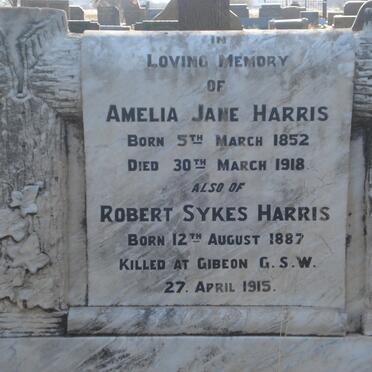 IN
LOVING MEMORY
OF
AMELIA JANE HARRIS
BORN 5TH MARCH 1852
DIED 30TH MARCH 1918
ALSO OF
ROBERT SYKES HARRIS
BORN 12TH AUGUST 1887
KILLED AT GIBEON G.S.W.
27. APRIL 1915.